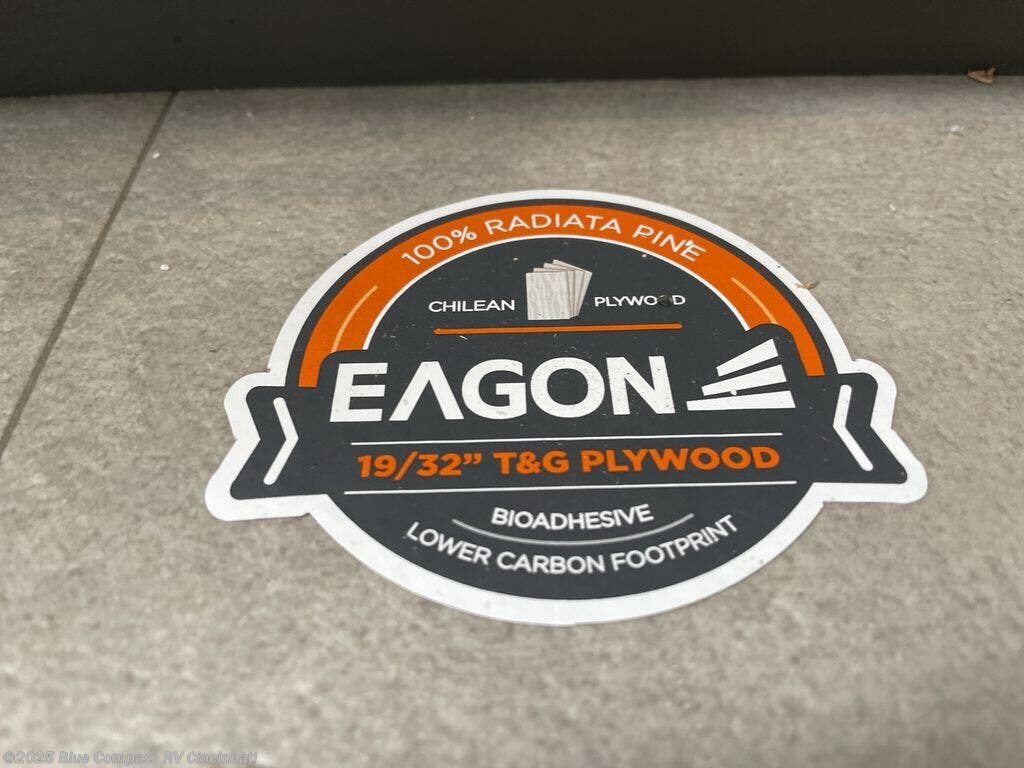 100% RADIATA PINE
CHILEAN PLYWOOD
EAGON
19/32" T&G PLYWOOD
BIOADHESIVE
LOWER CARBON FOOTPRINT
©2025 Blue Compass RV Cincinnati